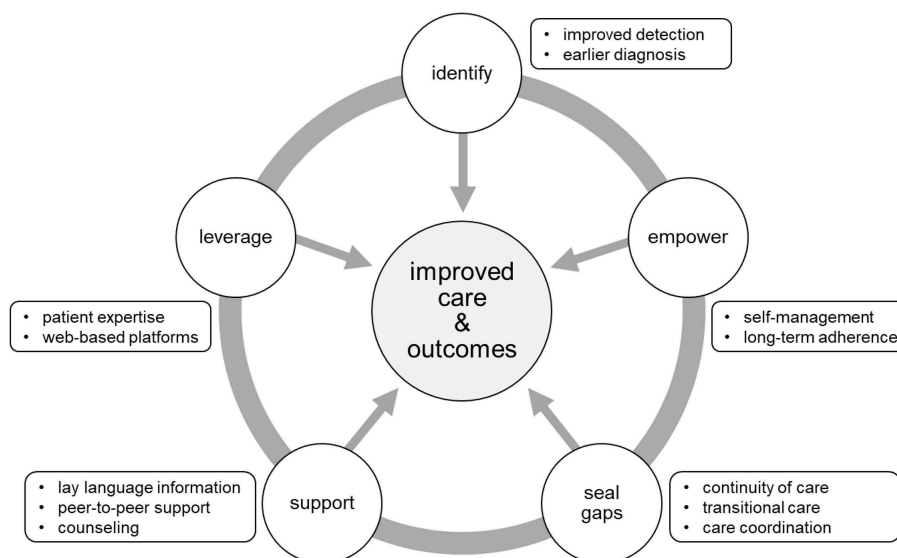 identify
• improved detection
• earlier diagnosis
leverage
empower
improved
care
&
outcomes
• patient expertise
• web-based platforms
• self-management
• long-term adherence
• lay language information
• peer-to-peer support
• counseling
support
seal
gaps
• continuity of care
• transitional care
• care coordination